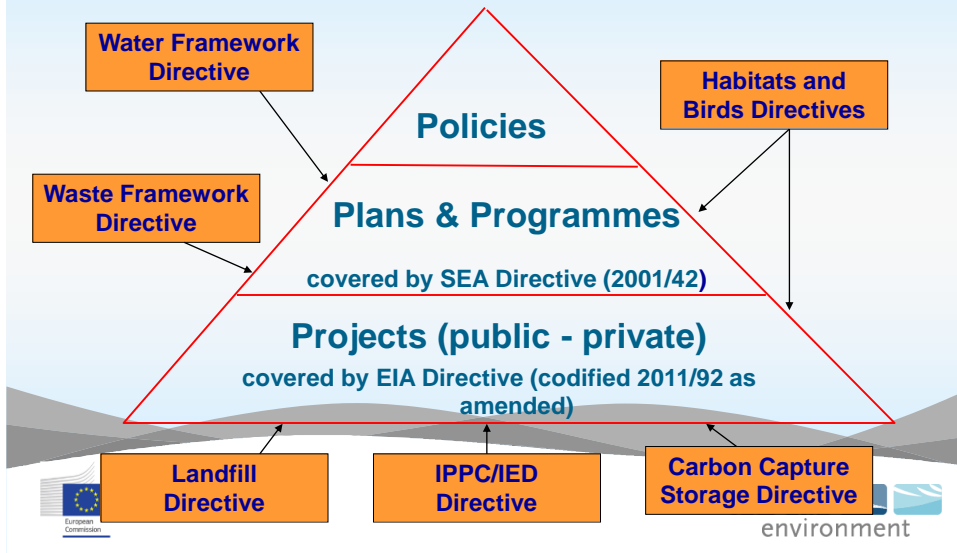 Water Framework
Directive
Habitats and
Birds Directives
Policies
Waste Framework
Directive
Plans & Programmes
covered by SEA Directive (2001/42)
Projects (public - private)
covered by EIA Directive (codified 2011/92 as
amended)
Landfill
Directive
IPPC/IED
Directive
Carbon Capture
Storage Directive
European
Commission
environment